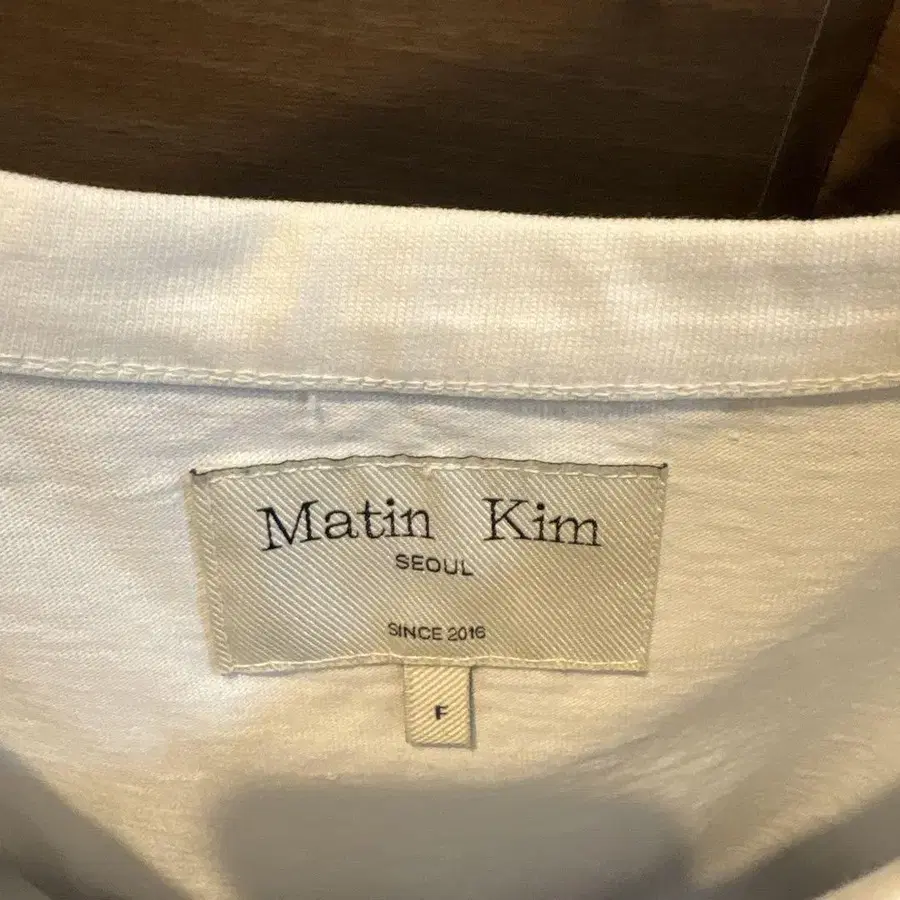 Matin Kim
SEOUL
SINCE 2016
F